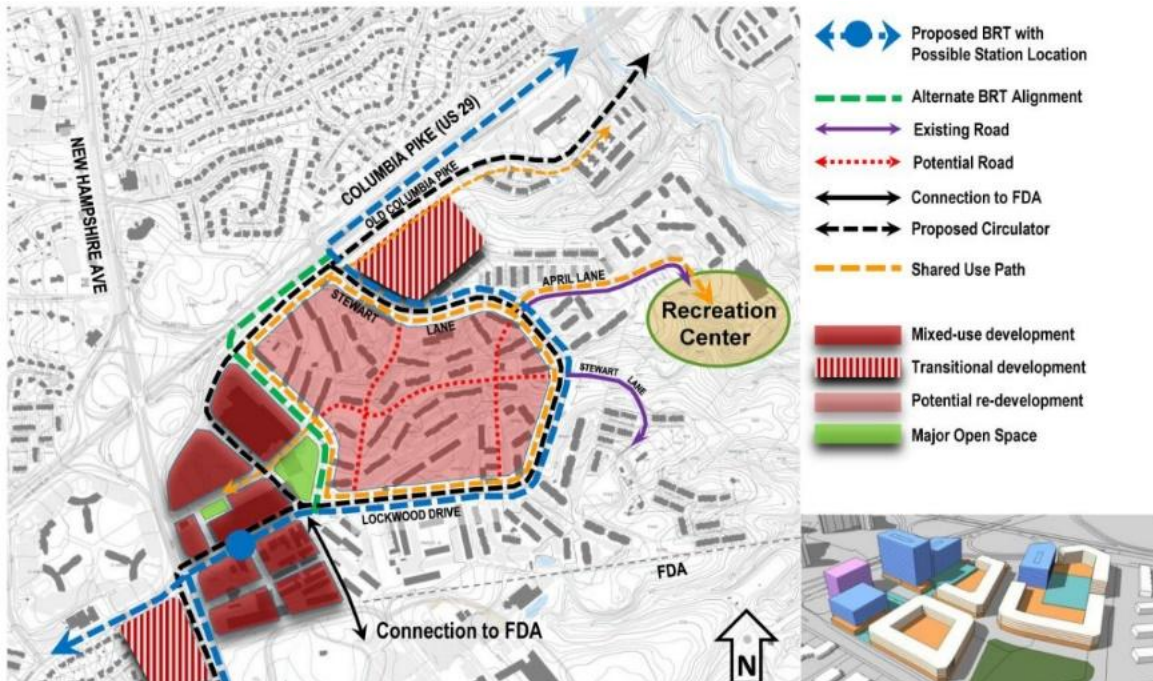 NEW HAMPSHIRE AVE
COLUMBIA PIKE (US 29)
OLD COLUMBIA PIKE
STEWART
LANE
APRIL LANE
Recreation
Center
STEWART LANE
LOCKWOOD DRIVE
FDA
Connection to FDA
N
Proposed BRT with
Possible Station Location
Alternate BRT Alignment
Existing Road
Potential Road
Connection to FDA
Proposed Circulator
Shared Use Path
Mixed-use development
Transitional development
Potential re-development
Major Open Space